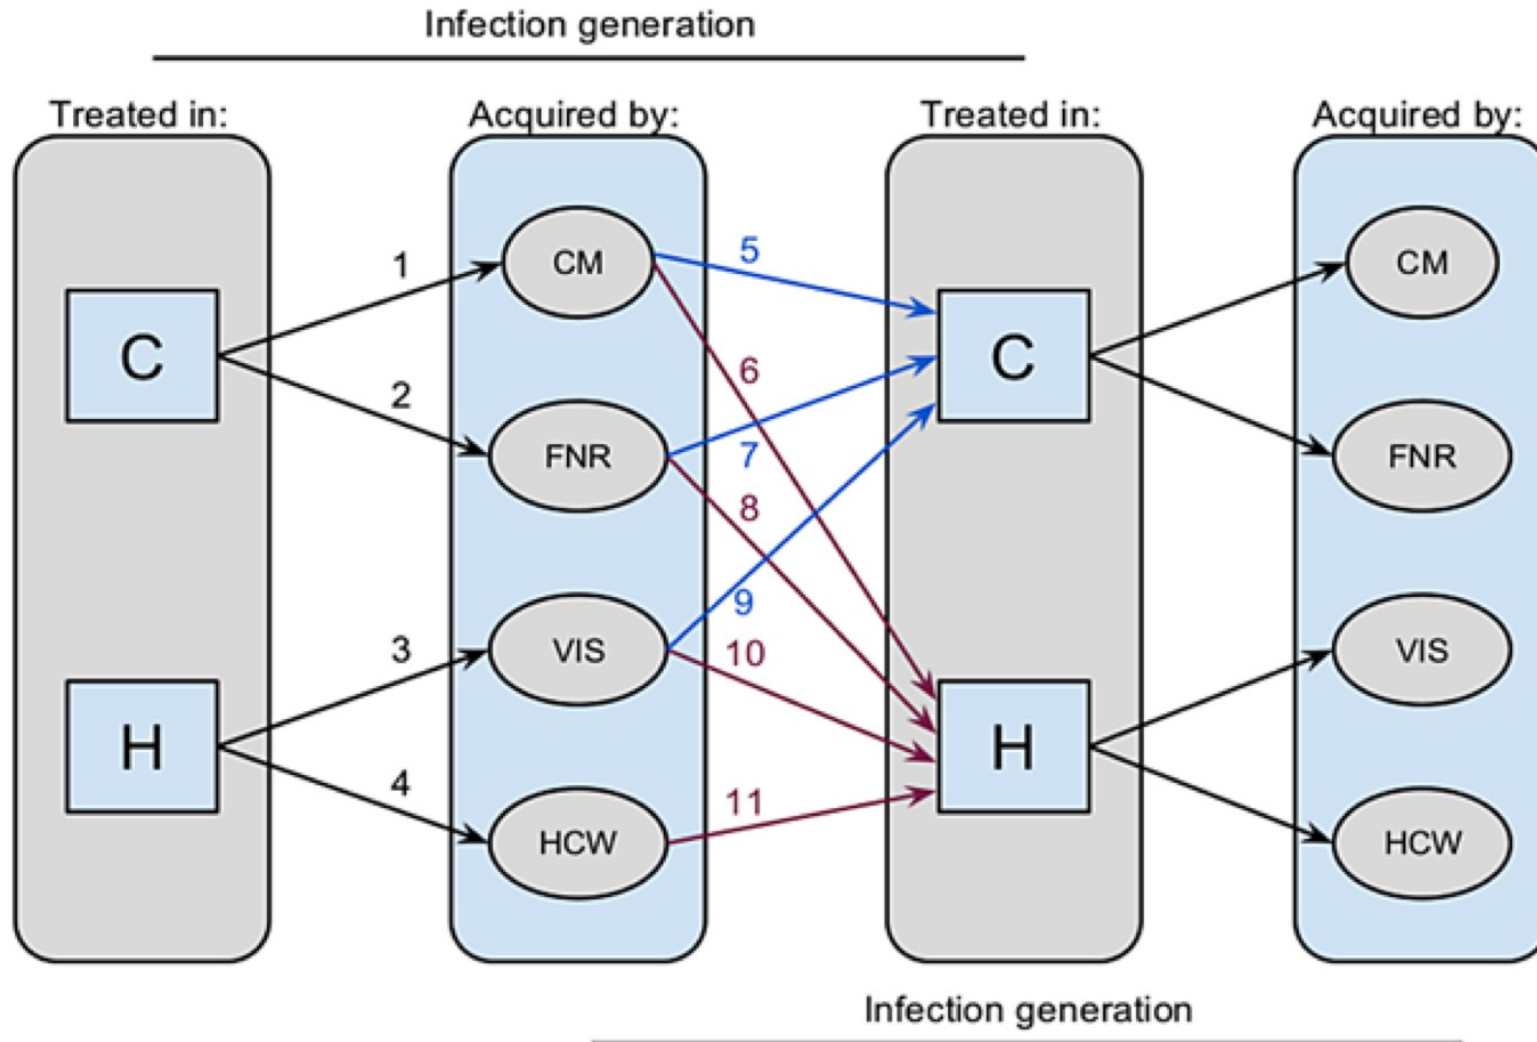 Infection generation
Treated in:
Acquired by:
Treated in:
Acquired by:
1
2
3
4
C
H
CM
FNR
VIS
HCW
5
6
7
8
9
10
11
C
H
CM
FNR
VIS
HCW
Infection generation